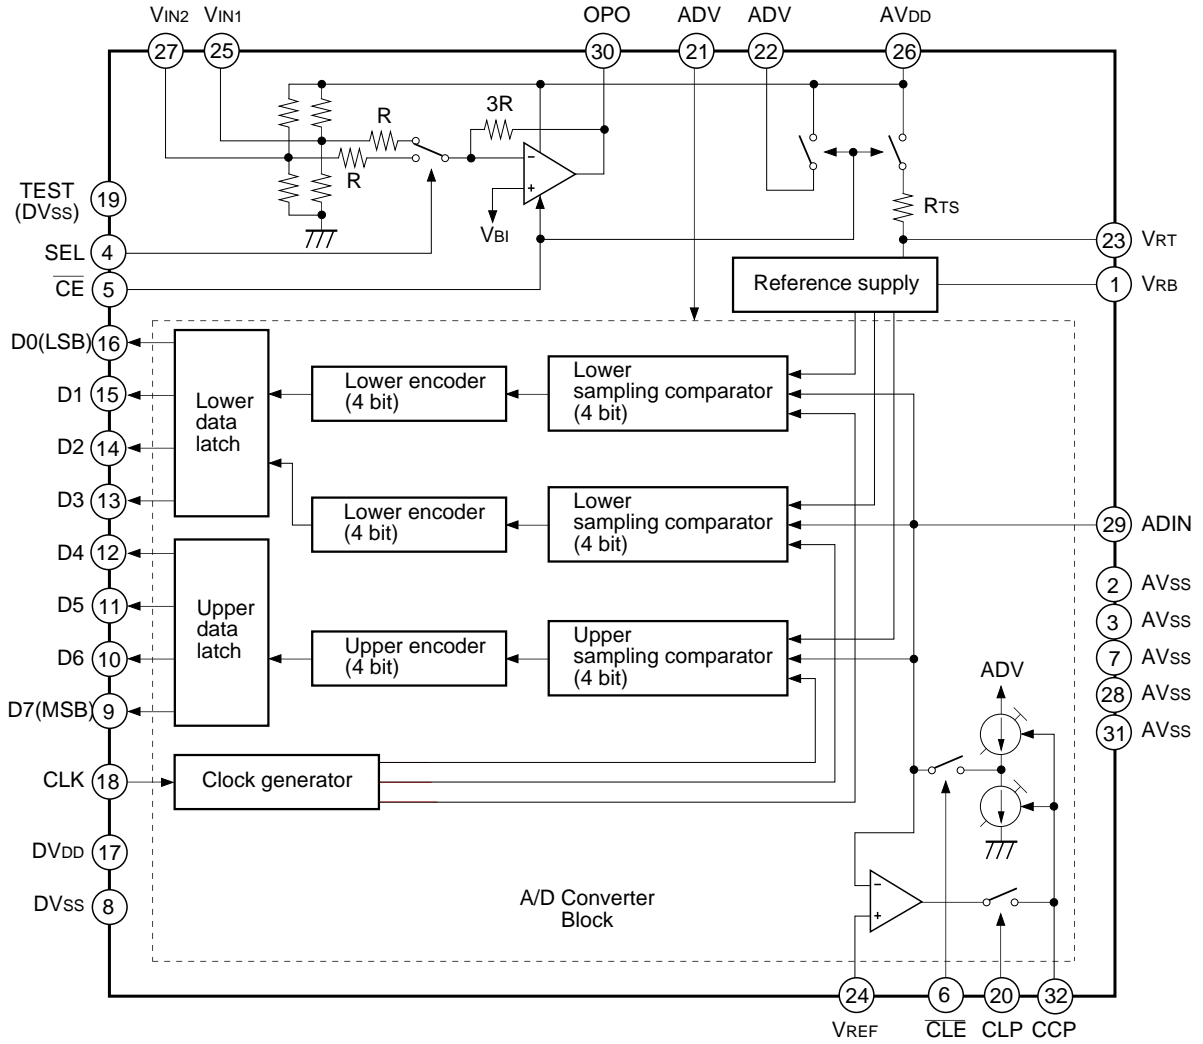 VIN2 VIN1 OPO ADV ADV AVDD
27 25 30 21 22 26
R 3R
R
TEST
(DVSS) 19
VBI
RTS
SEL 4
23 VRT
CE 5
Reference supply
1 VRB
D0(LSB) 16
D1 15
D2 14
D3 13
Lower
data
latch
Lower encoder
(4 bit)
Lower
sampling comparator
(4 bit)
Lower encoder
(4 bit)
Lower
sampling comparator
(4 bit)
29 ADIN
D4 12
D5 11
D6 10
D7(MSB) 9
Upper
data
latch
Upper encoder
(4 bit)
Upper
sampling comparator
(4 bit)
2 AVSS
3 AVSS
7 AVSS
28 AVSS
31 AVSS
ADV
CLK 18
Clock generator
DVDD 17
DVSS 8
A/D Converter
Block
− +
− +
24 6 20 32
VREF CLE CLP CCP